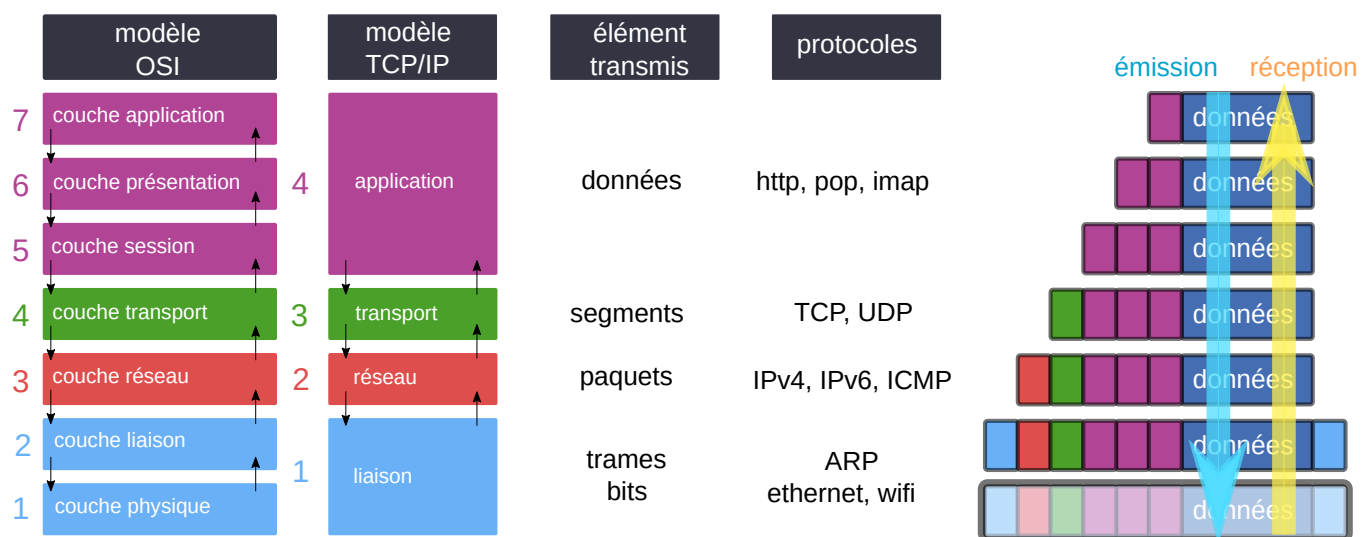 modèle
OSI
modèle
TCP/IP
élément
transmis
protocoles
émission
réception
7
couche application
données
6
couche présentation
4
application
données
http, pop, imap
données
5
couche session
données
4
couche transport
3
transport
segments
TCP, UDP
données
3
couche réseau
2
réseau
paquets
IPv4, IPv6, ICMP
données
2
couche liaison
1
liaison
trames
bits
ARP
ethernet, wifi
données
1
couche physique
données